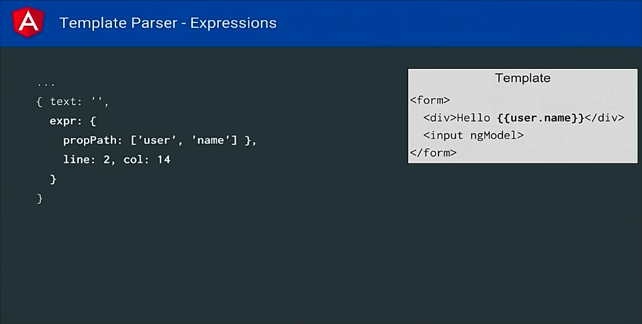 A
Template Parser - Expressions
...
{ text: '',
expr: {
propPath: ['user', 'name'] },
line: 2, col: 14
}
}
Template
<form>
<div>Hello {{user.name}}</div>
<input ngModel>
</form>